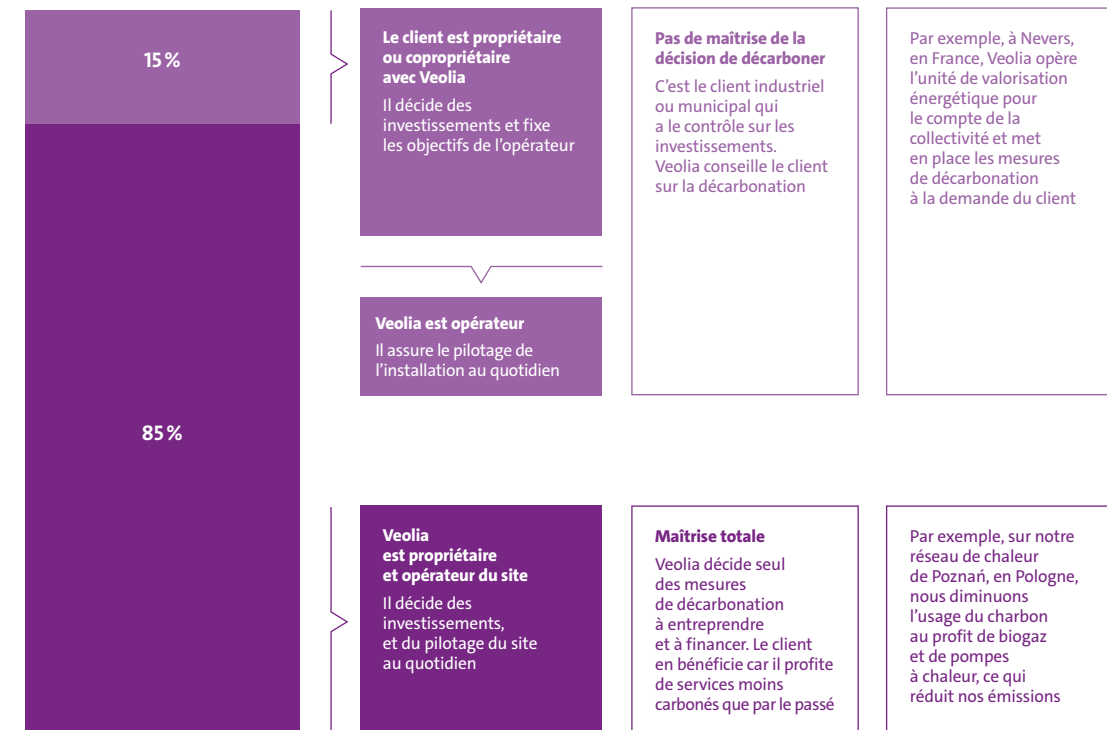 15 %
Le client est propriétaire
ou copropriétaire
avec Veolia
Il décide des
investissements et fixe
les objectifs de l’opérateur
Pas de maîtrise de la
décision de décarboner
C’est le client industriel
ou municipal qui
a le contrôle sur les
investissements.
Veolia conseille le client
sur la décarbonation
Par exemple, à Nevers,
en France, Veolia opère
l’unité de valorisation
énergétique pour
le compte de la
collectivité et met
en place les mesures
de décarbonation
à la demande du client
Veolia est opérateur
Il assure le pilotage de
l’installation au quotidien
85 %
Veolia
est propriétaire
et opérateur du site
Il décide des
investissements,
et du pilotage du site
au quotidien
Maîtrise totale
Veolia décide seul
des mesures
de décarbonation
à entreprendre
et à financer. Le client
en bénéficie car il profite
de services moins
carbonés que par le passé
Par exemple, sur notre
réseau de chaleur
de Poznań, en Pologne,
nous diminuons
l’usage du charbon
au profit de biogaz
et de pompes
à chaleur, ce qui
réduit nos émissions